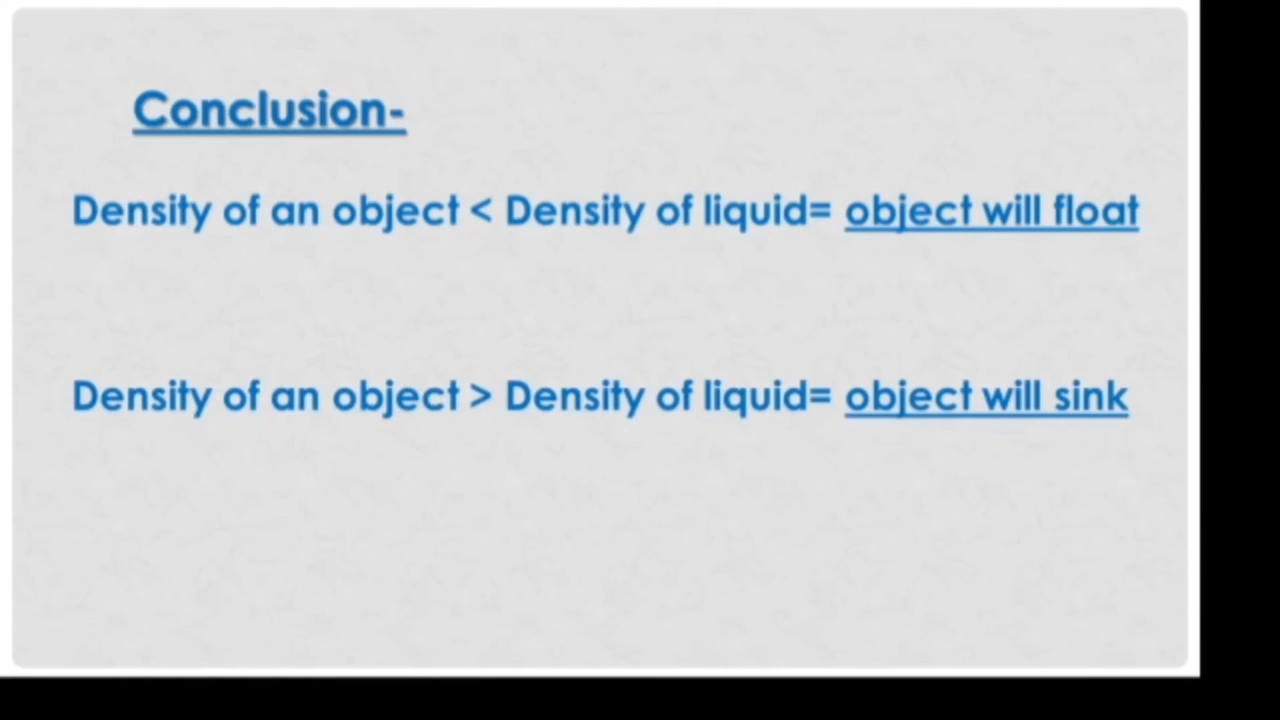 Conclusion-
Density of an object < Density of liquid= object will float
Density of an object > Density of liquid= object will sink